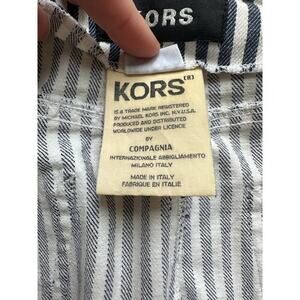 KORS
KORS(R)
IS A TRADE MARK REGISTERED
BY MICHAEL KORS INC. N.Y. U.S.A.
PRODUCED AND DISTRIBUTED
WORLDWIDE UNDER LICENCE
BY
COMPAGNIA
INTERNAZIONALE ABBIGLIAMENTO
MILANO ITALY
MADE IN ITALY
FABRIQUE EN ITALIE